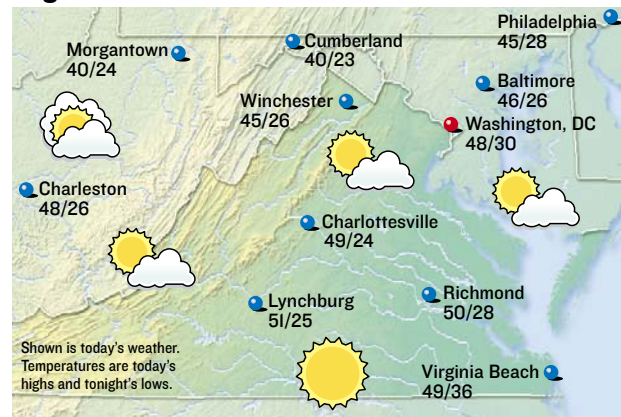 Philadelphia
45/28
Morgantown
40/24
Cumberland
40/23
Baltimore
46/26
Winchester
45/26
Washington, DC
48/30
Charleston
48/26
Charlottesville
49/24
Lynchburg
51/25
Richmond
50/28
Shown is today's weather.
Temperatures are today's
highs and tonight's lows.
Virginia Beach
49/36